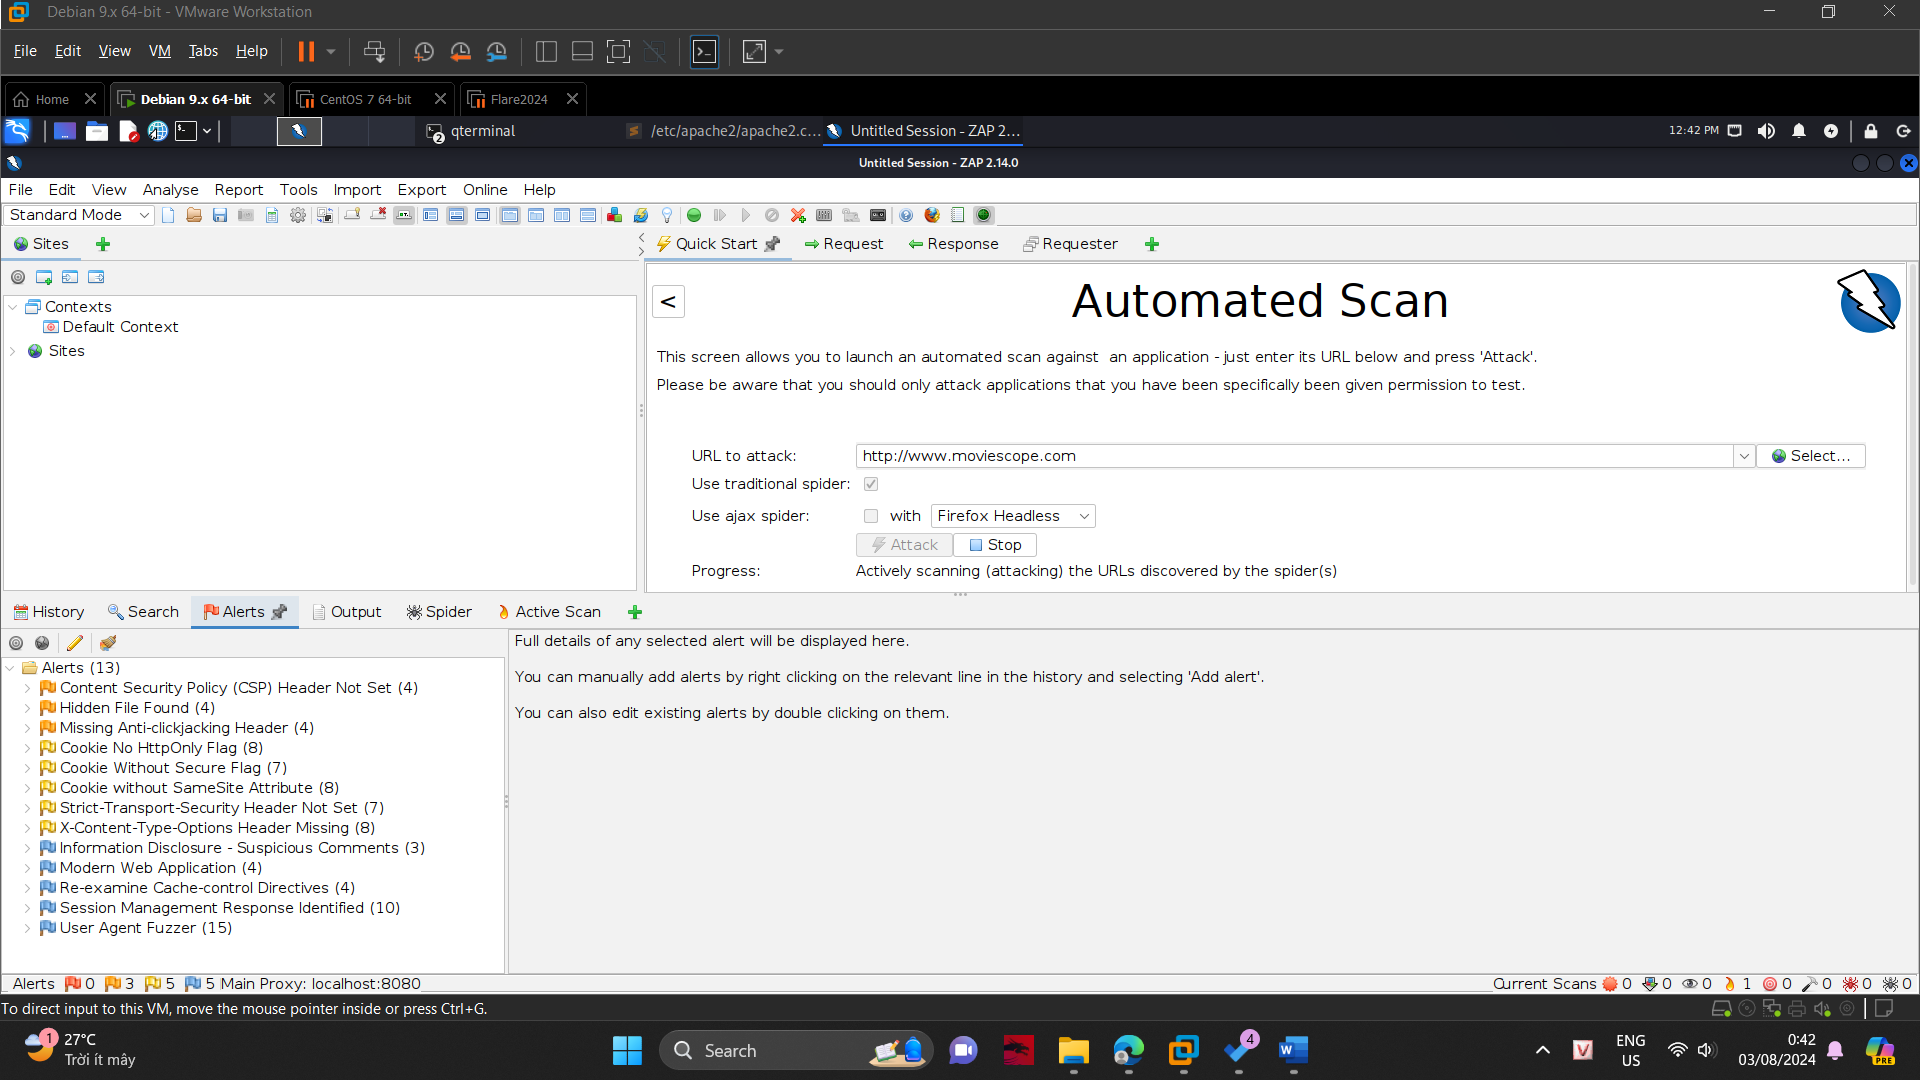 Debian 9.x 64-bit - VMware Workstation
File Edit View VM Tabs Help
Home Debian 9.x 64-bit CentOS 7 64-bit Flare2024
2 qterminal /etc/apache2/apache2.c... Untitled Session - ZAP 2... 12:42 PM
Untitled Session - ZAP 2.14.0
File Edit View Analyse Report Tools Import Export Online Help
Standard Mode
Sites
Quick Start Request Response Requester
<
Automated Scan
Contexts
Default Context
Sites
This screen allows you to launch an automated scan against  an application - just enter its URL below and press 'Attack'.
Please be aware that you should only attack applications that you have been specifically been given permission to test.
URL to attack: http://www.moviescope.com Select...
Use traditional spider:
Use ajax spider: with Firefox Headless
Attack Stop
Progress: Actively scanning (attacking) the URLs discovered by the spider(s)
History Search Alerts Output Spider Active Scan
Alerts (13)
Content Security Policy (CSP) Header Not Set (4)
Hidden File Found (4)
Missing Anti-clickjacking Header (4)
Cookie No HttpOnly Flag (8)
Cookie Without Secure Flag (7)
Cookie without SameSite Attribute (8)
Strict-Transport-Security Header Not Set (7)
X-Content-Type-Options Header Missing (8)
Information Disclosure - Suspicious Comments (3)
Modern Web Application (4)
Re-examine Cache-control Directives (4)
Session Management Response Identified (10)
User Agent Fuzzer (15)
Full details of any selected alert will be displayed here.
You can manually add alerts by right clicking on the relevant line in the history and selecting 'Add alert'.
You can also edit existing alerts by double clicking on them.
Alerts 0 3 5 5 Main Proxy: localhost:8080
Current Scans 0 0 0 1 0 0 0 0
To direct input to this VM, move the mouse pointer inside or press Ctrl+G.
1 27°C
Trời ít mây
Search
4
V
ENG
US
0:42
03/08/2024
PRE